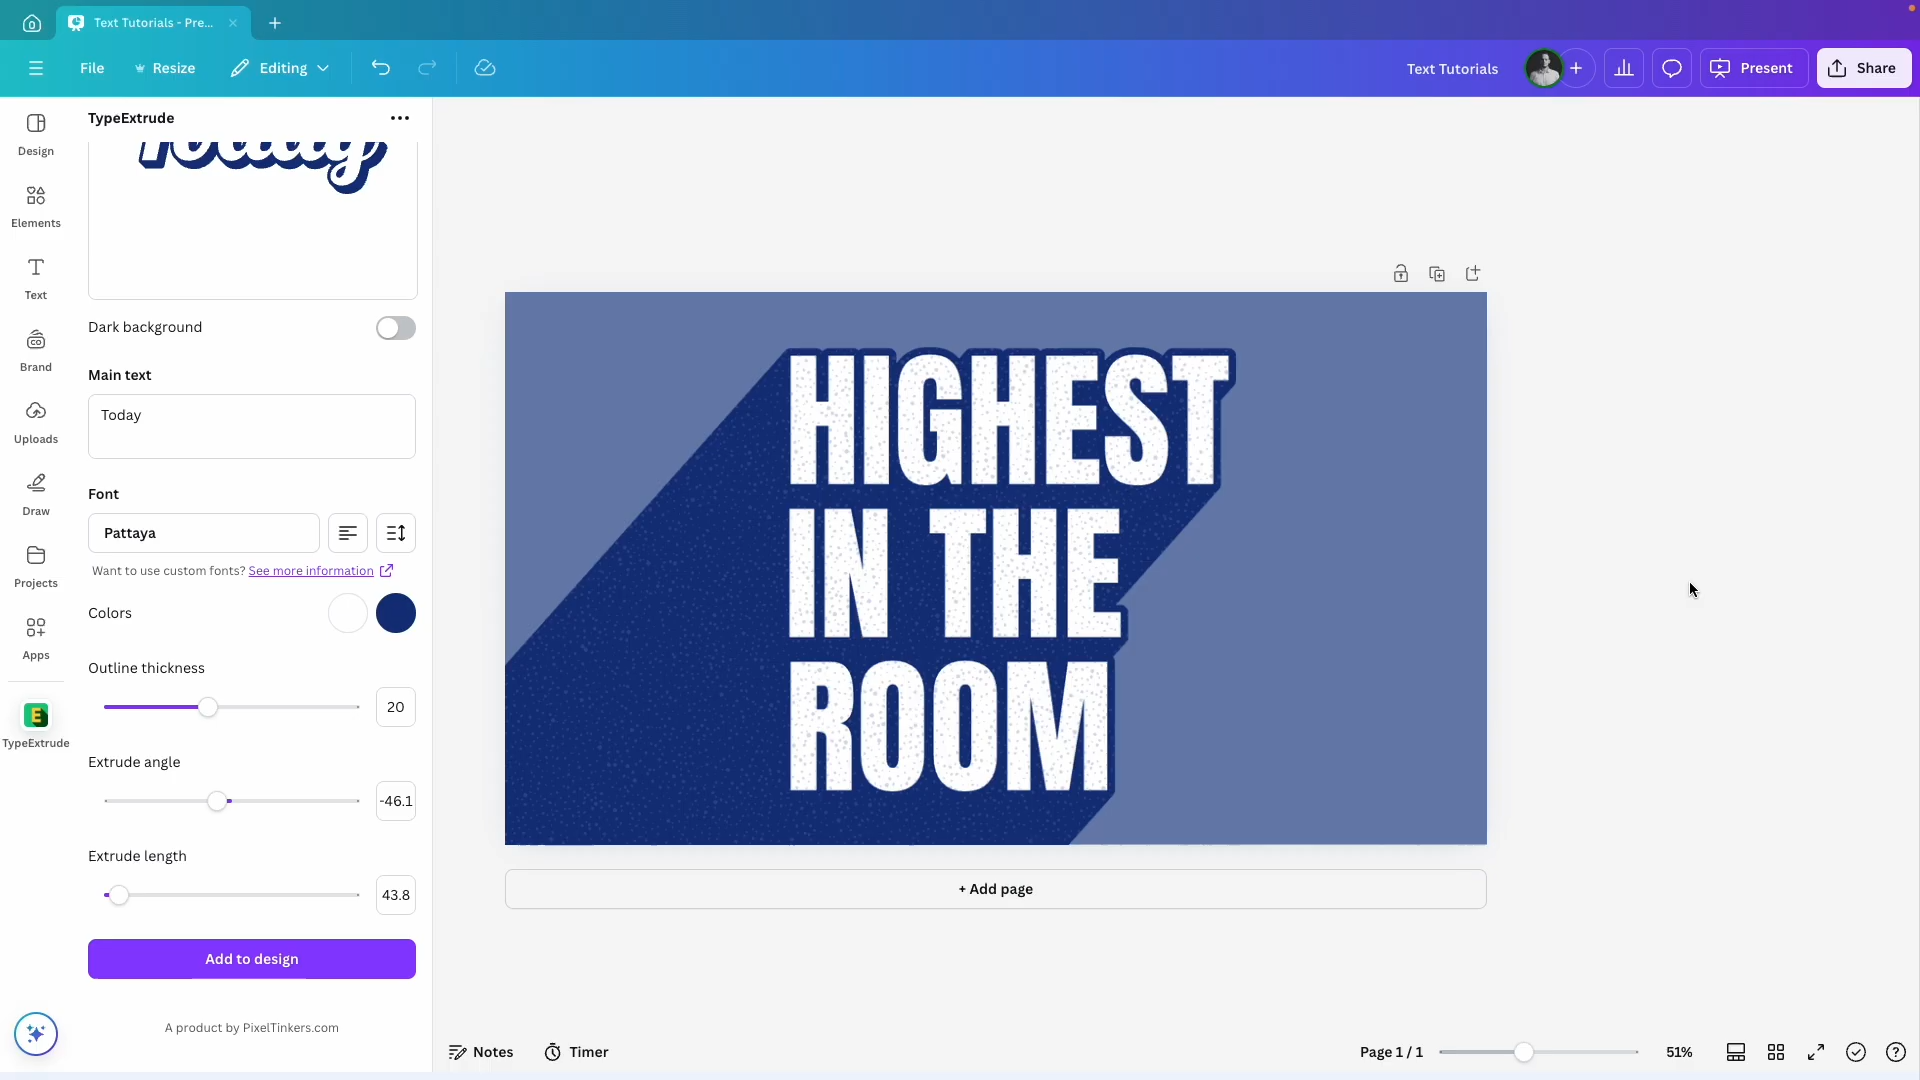 Text Tutorials - Pre...
File
Resize
Editing
Text Tutorials
Present
Share
Design
Elements
Text
Brand
Uploads
Draw
Projects
Apps
TypeExtrude
TypeExtrude
Today
Dark background
Main text
Today
Font
Pattaya
Want to use custom fonts? See more information
Colors
Outline thickness
20
Extrude angle
-46.1
Extrude length
43.8
Add to design
A product by PixelTinkers.com
HIGHEST
IN THE
ROOM
+ Add page
Notes
Timer
Page 1 / 1
51%